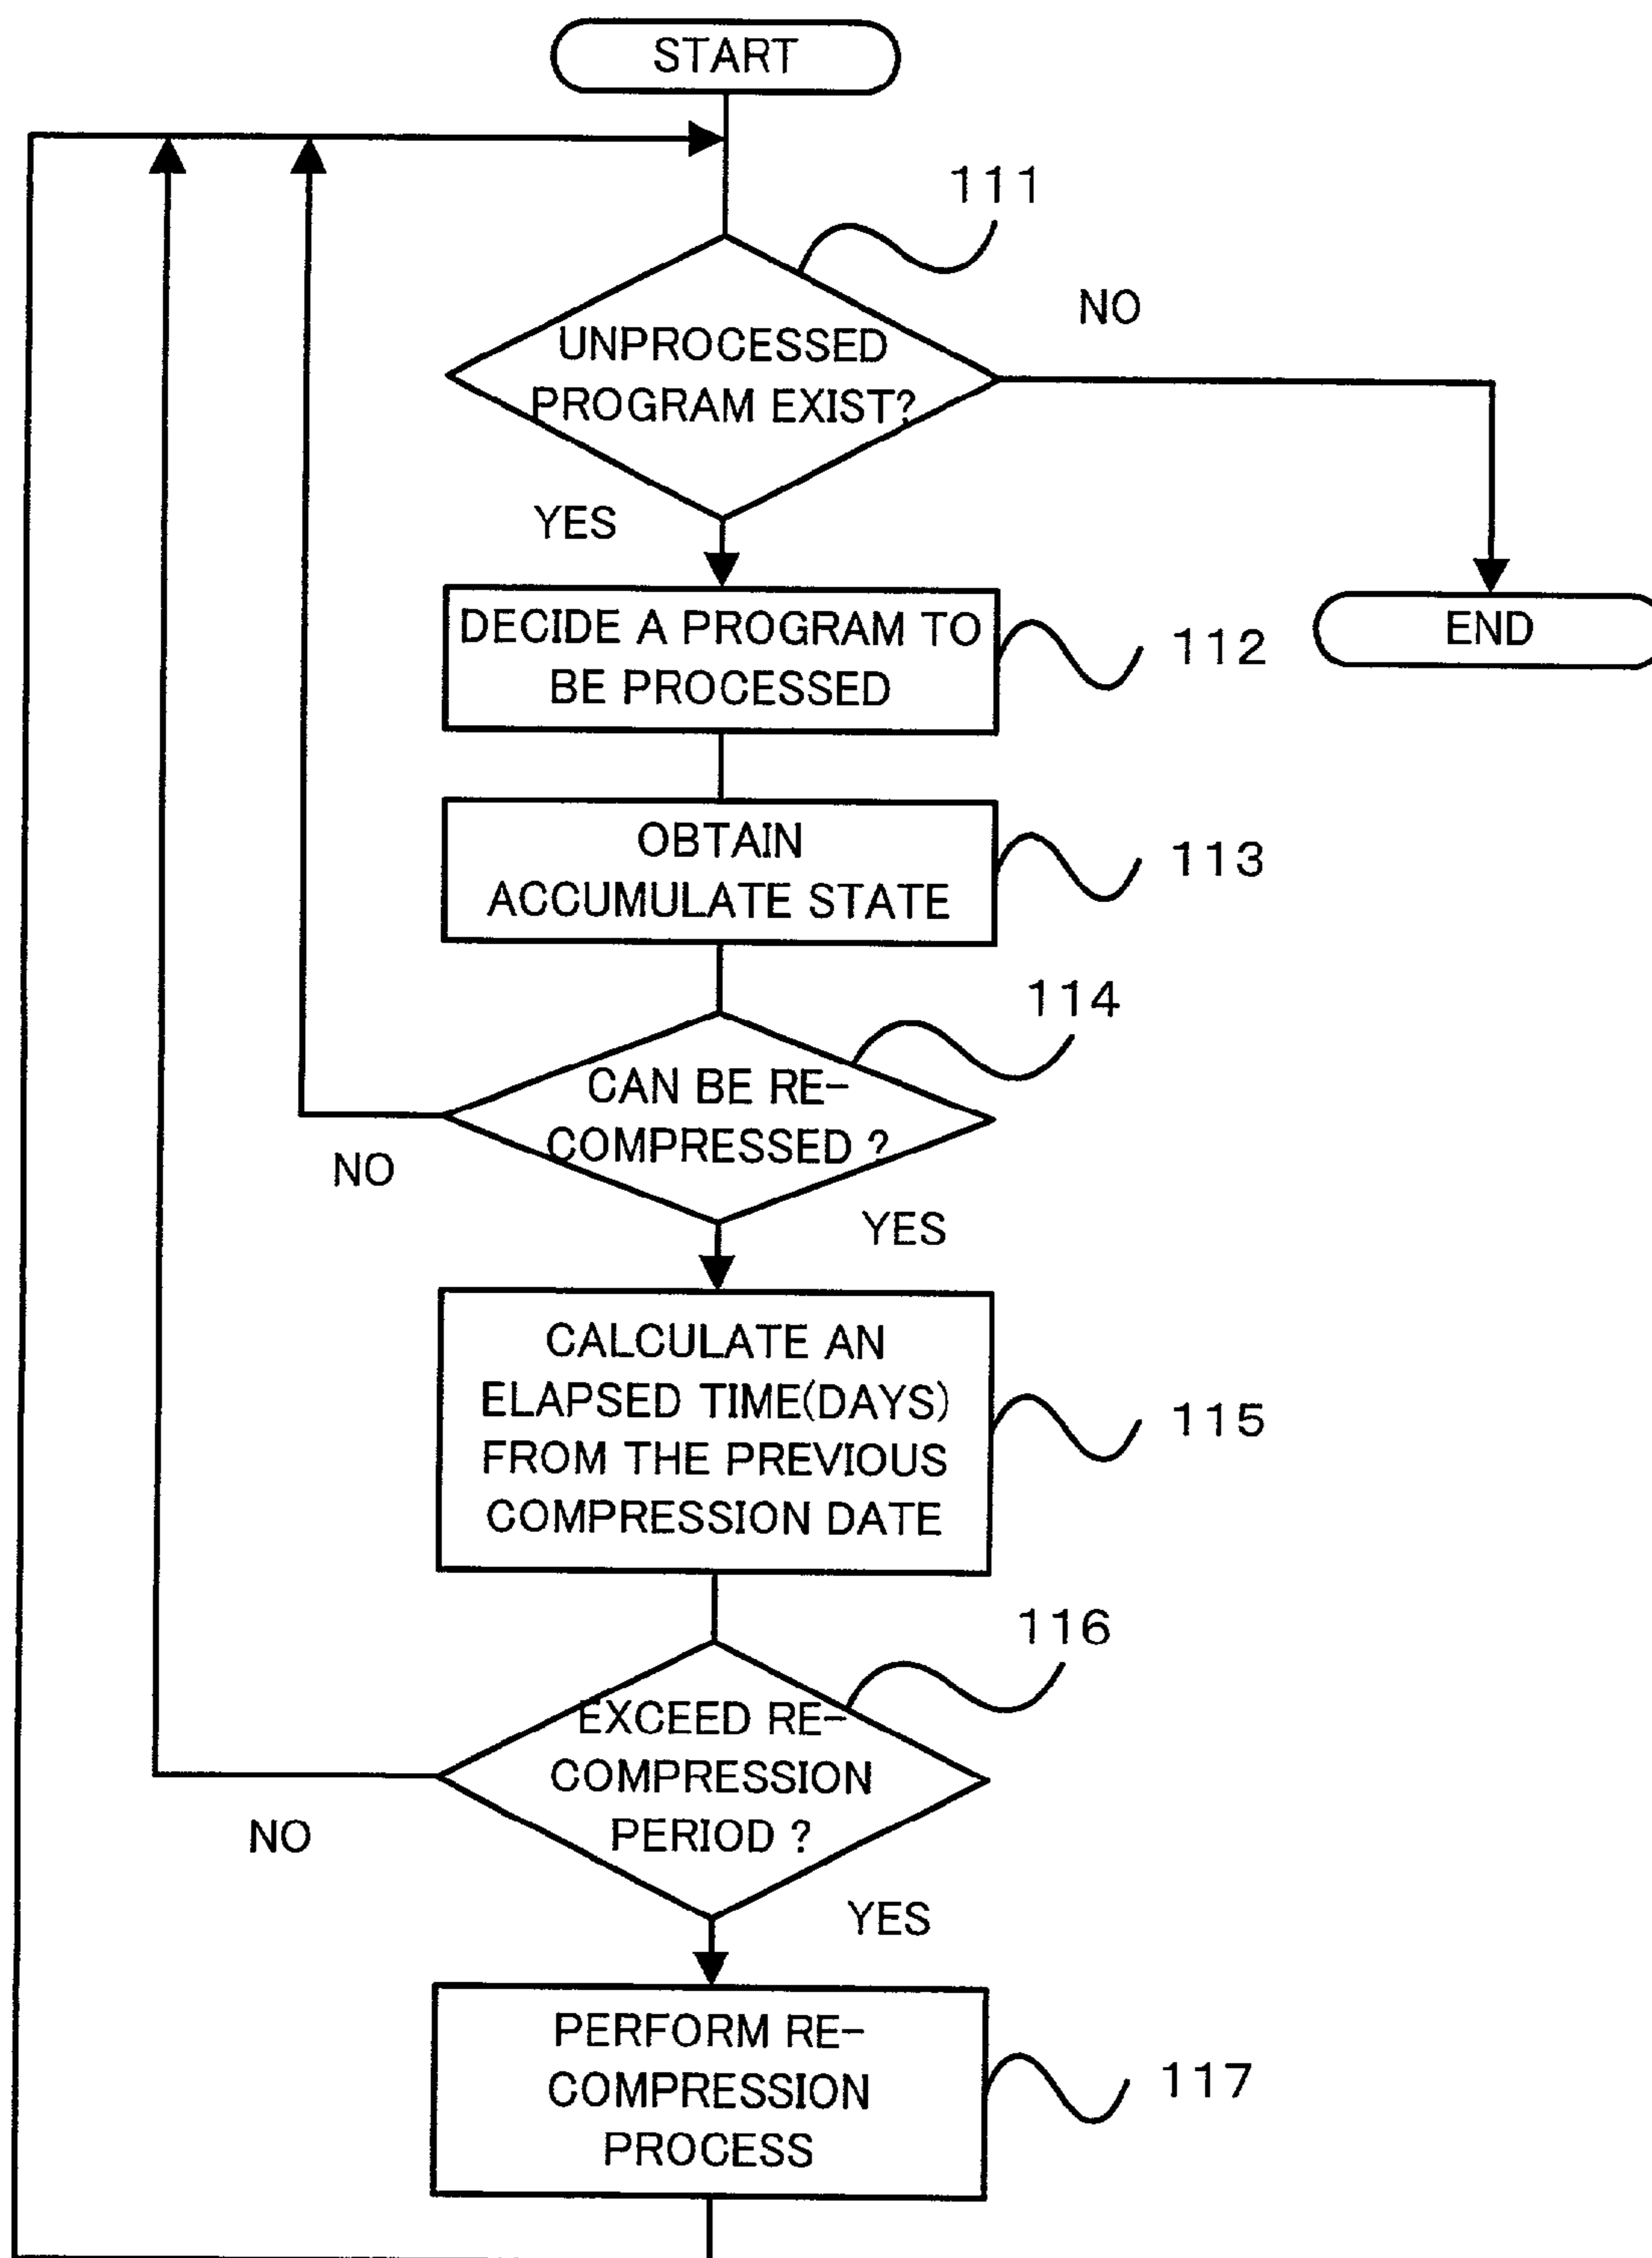 START
111
NO
UNPROCESSED
PROGRAM EXIST?
YES
DECIDE A PROGRAM TO
BE PROCESSED
112
END
OBTAIN
ACCUMULATE STATE
113
114
CAN BE RE-
COMPRESSED ?
NO
YES
CALCULATE AN
ELAPSED TIME(DAYS)
FROM THE PREVIOUS
COMPRESSION DATE
115
116
EXCEED RE-
COMPRESSION
PERIOD ?
NO
YES
PERFORM RE-
COMPRESSION
PROCESS
117